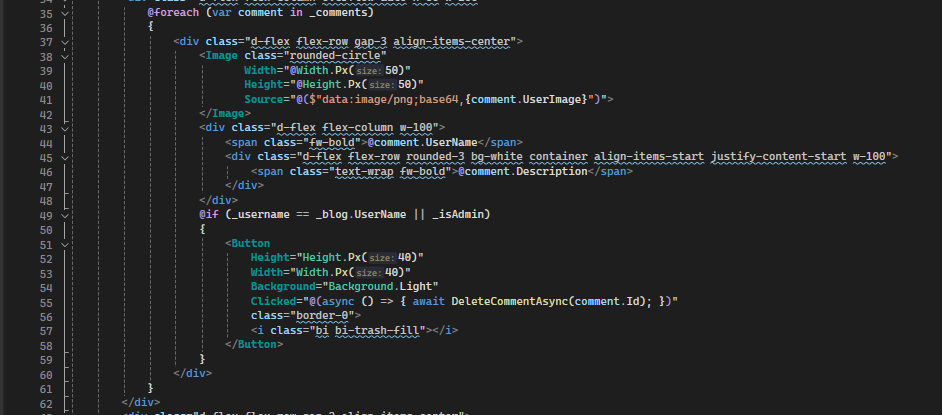 35 @foreach (var comment in _comments)
36 {
37 <div class="d-flex flex-row gap-3 align-items-center">
38 <Image class="rounded-circle"
39 Width="@Width.Px(size: 50)"
40 Height="@Height.Px(size: 50)"
41 Source="@($"data:image/png;base64,{comment.UserImage}")">
42 </Image>
43 <div class="d-flex flex-column w-100">
44 <span class="fw-bold">@comment.UserName</span>
45 <div class="d-flex flex-row rounded-3 bg-white container align-items-start justify-content-start w-100">
46 <span class="text-wrap fw-bold">@comment.Description</span>
47 </div>
48 </div>
49 @if (_username == _blog.UserName || _isAdmin)
50 {
51 <Button
52 Height="Height.Px(size: 40)"
53 Width="Width.Px(size: 40)"
54 Background="Background.Light"
55 Clicked="@(async () => { await DeleteCommentAsync(comment.Id); })"
56 class="border-0">
57 <i class="bi bi-trash-fill"></i>
58 </Button>
59 }
60 </div>
61 }
62 </div>